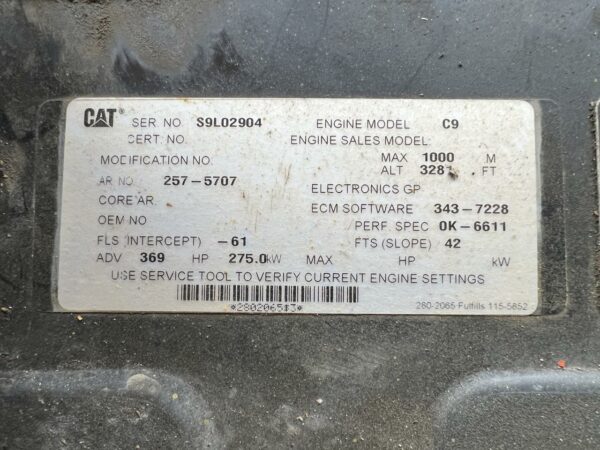 CAT SER NO S9L02904 ENGINE MODEL C9
CERT. NO. ENGINE SALES MODEL
MODIFICATION NO. MAX 1000 M
ALT 3281 FT
AR NO 257-5707 ELECTRONICS GP
CORE AR ECM SOFTWARE 343-7228
OEM NO PERF. SPEC 0K-6611
FLS (INTERCEPT) -61 FTS (SLOPE) 42
ADV 369 HP 275.0kW MAX HP kW
USE SERVICE TOOL TO VERIFY CURRENT ENGINE SETTINGS
280-2065 Fulfills 115-5852